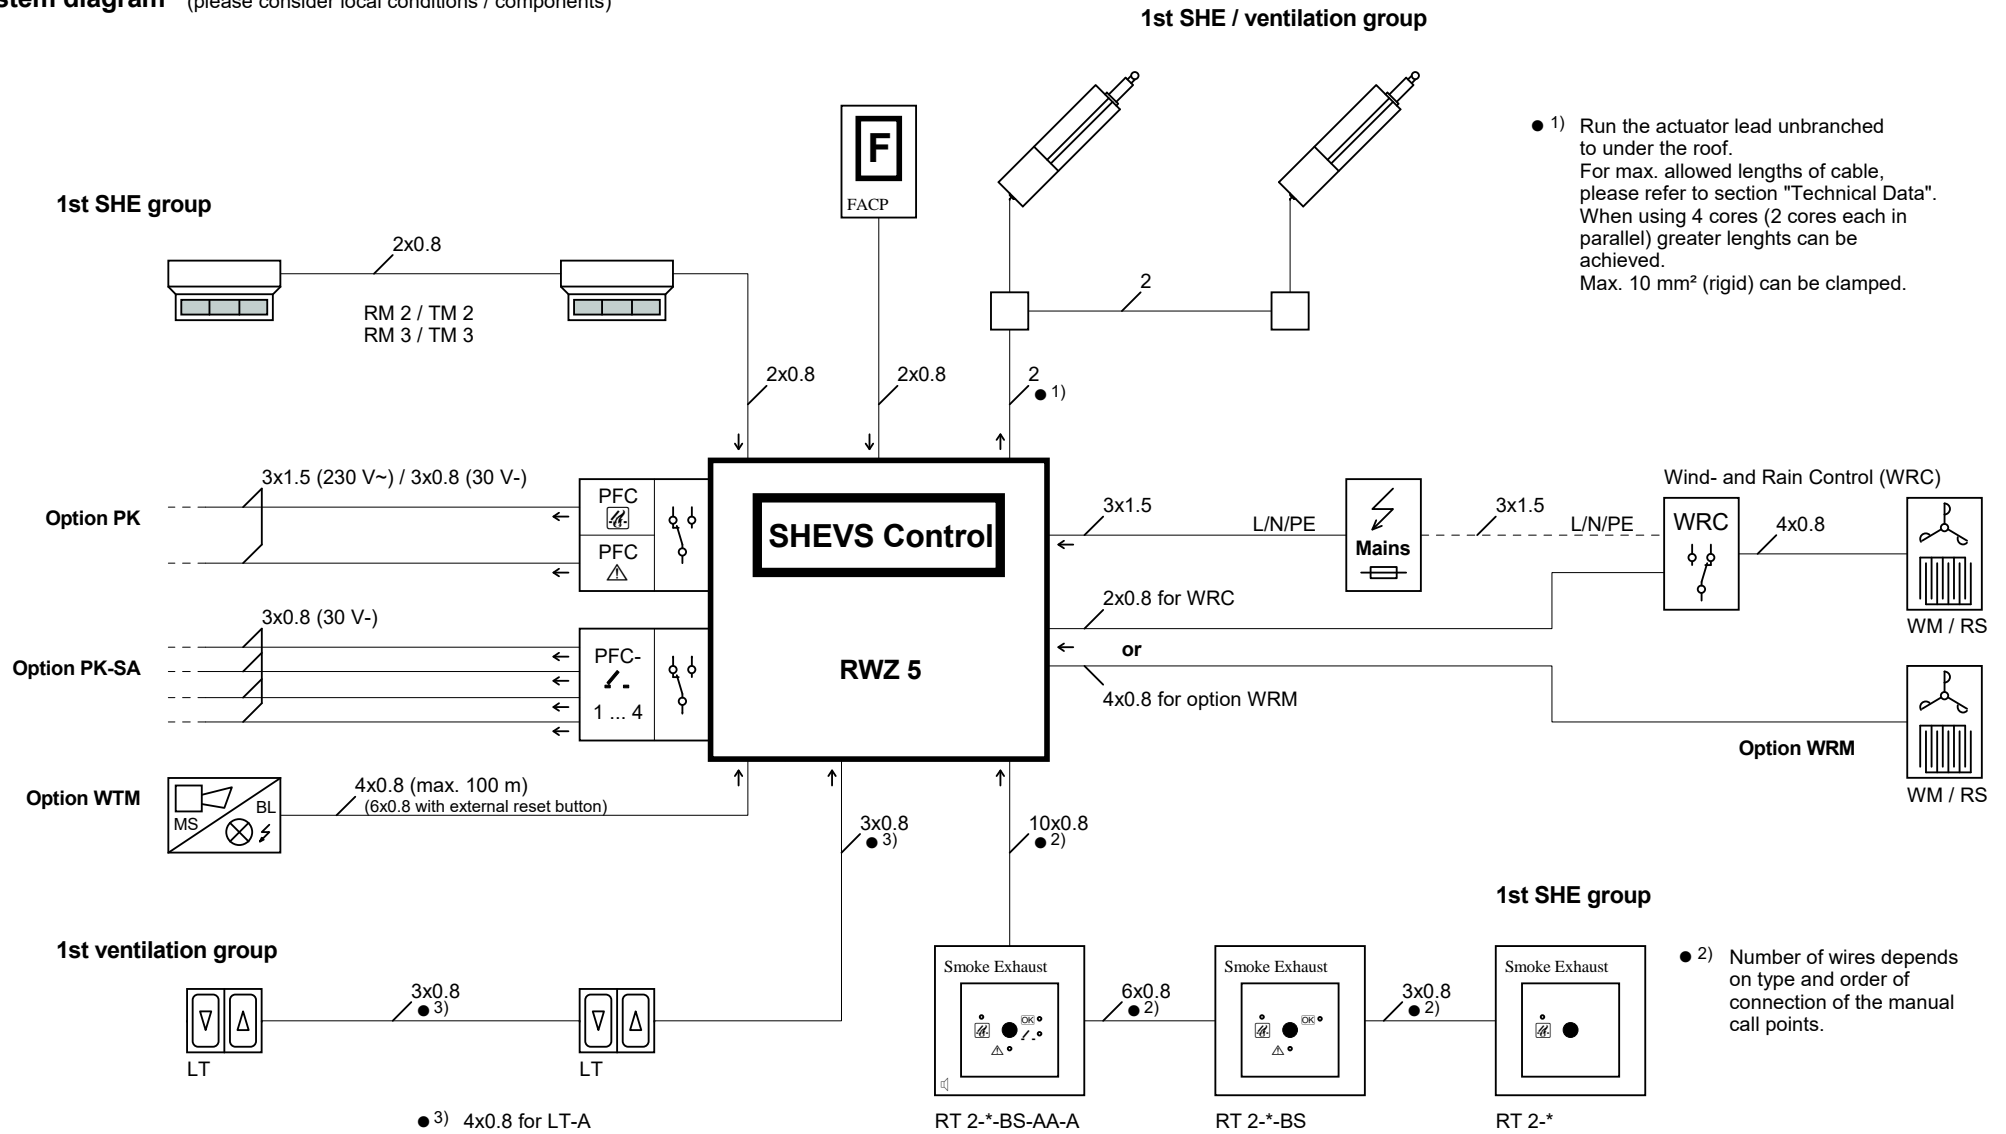 (please consider local conditions / components)
1st SHE / ventilation group
F
FACP
● 1) Run the actuator lead unbranched
to under the roof.
For max. allowed lengths of cable,
please refer to section "Technical Data".
When using 4 cores (2 cores each in
parallel) greater lenghts can be
achieved.
Max. 10 mm² (rigid) can be clamped.
1st SHE group
2x0.8
RM 2 / TM 2
RM 3 / TM 3
2
2x0.8
2x0.8
2
● 1)
Option PK
3x1.5 (230 V~) / 3x0.8 (30 V-)
PFC
PFC
SHEVS Control
RWZ 5
3x1.5
L/N/PE
Mains
3x1.5
L/N/PE
Wind- and Rain Control (WRC)
WRC
4x0.8
WM / RS
2x0.8 for WRC
or
4x0.8 for option WRM
Option WRM
WM / RS
Option PK-SA
3x0.8 (30 V-)
PFC-
1 ... 4
Option WTM
MS
BL
4x0.8 (max. 100 m)
(6x0.8 with external reset button)
3x0.8
● 3)
10x0.8
● 2)
1st SHE group
1st ventilation group
3x0.8
● 3)
LT
LT
● 3) 4x0.8 for LT-A
Smoke Exhaust
OK
RT 2-*-BS-AA-A
6x0.8
● 2)
Smoke Exhaust
OK
RT 2-*-BS
3x0.8
● 2)
Smoke Exhaust
RT 2-*
● 2) Number of wires depends
on type and order of
connection of the manual
call points.